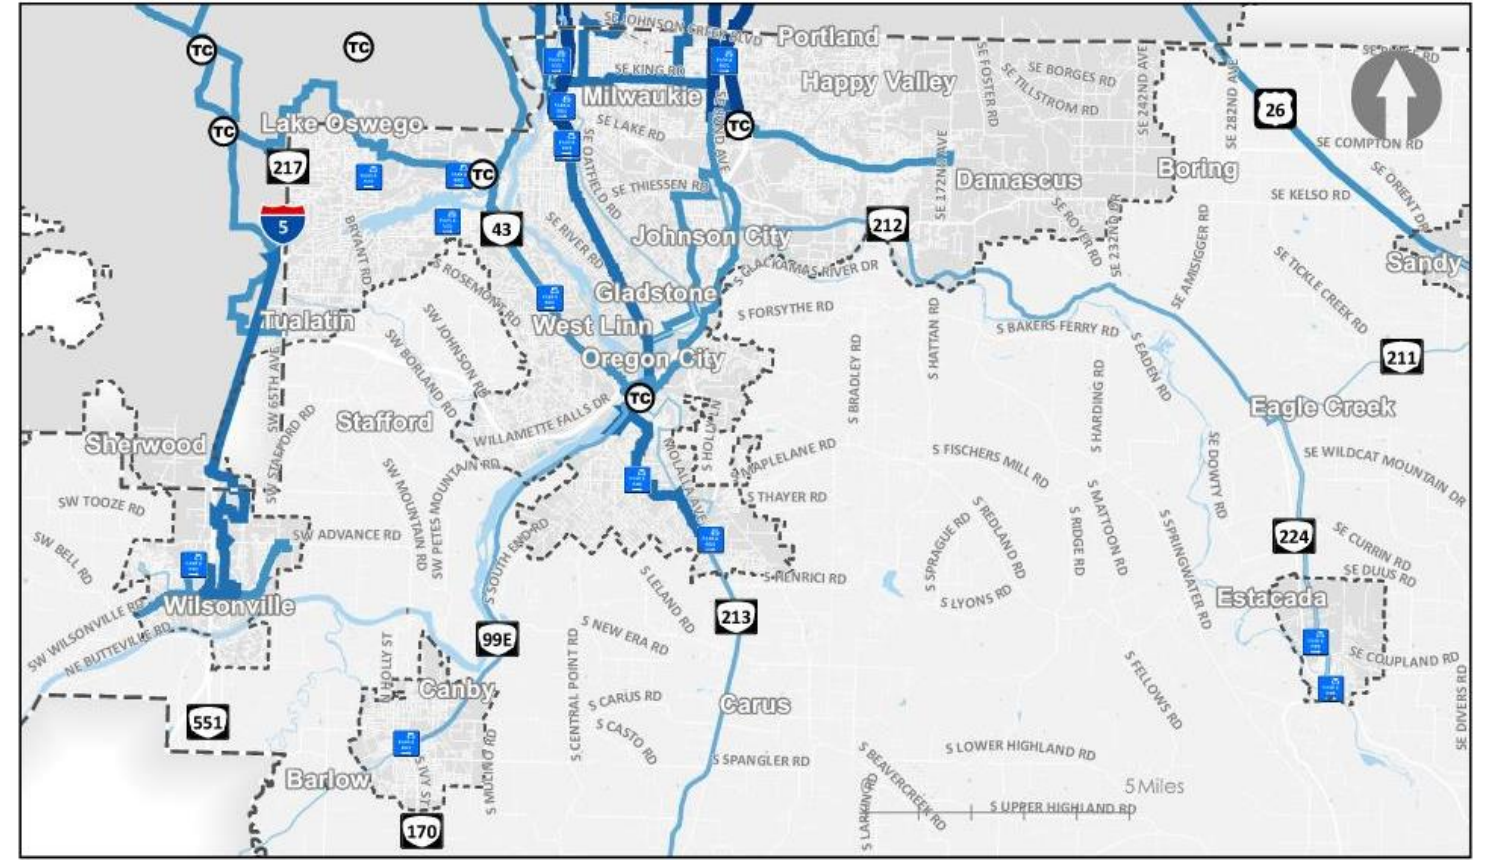 SE JOHNSON CREEK BLVD
Portland
TC
TC
SE KING RD
Milwaukie
Happy Valley
SE FOSTER RD
SE BORGES RD
SE TILLSTROM RD
SE 242ND AVE
SE 282ND AVE
26
SE COMPTON RD
TC
Lake Oswego
217
TC
TC
SE LAKE RD
SE 172ND AVE
Damascus
Boring
SE KELSO RD
SE ORIENT DR
SE THIESSEN RD
SE OATFIELD RD
5
43
BRYANT RD
SE RIVER RD
Johnson City
212
SE ROYER RD
SE 232ND DR
SE AMISIGGER RD
SE TICKLE CREEK RD
Sandy
S ROSEMONT RD
S CLACKAMAS RIVER DR
Gladstone
S FORSYTHE RD
S HATTAN RD
S BAKERS FERRY RD
Tualatin
West Linn
SW JOHNSON RD
SW BORLAND RD
Oregon City
S BRADLEY RD
SE EADEN RD
211
S HARDING RD
SW 65TH AVE
TC
Eagle Creek
SW STAFFORD RD
Stafford
WILLAMETTE FALLS DR
Sherwood
S HOLLY LN
MOLALLA AVE
S MAPLELANE RD
S FISCHERS MILL RD
SE DOWTY RD
SE WILDCAT MOUNTAIN DR
SW TOOZE RD
SW MOUNTAIN RD
SW PETES MOUNTAIN RD
S THAYER RD
S REDLAND RD
S MATTOON RD
SW BELL RD
SW ADVANCE RD
S SOUTH END RD
S SPRAGUE RD
S RIDGE RD
S SPRINGWATER RD
224
SE CURRIN RD
SE DUUS RD
S LELAND RD
S HENRICI RD
S LYONS RD
Estacada
Wilsonville
SW WILSONVILLE RD
NE BUTTEVILLE RD
213
99E
S NEW ERA RD
S CENTRAL POINT RD
N HOLLY ST
Canby
S CARUS RD
Carus
S FELLOWS RD
SE COUPLAND RD
SE DIVERS RD
551
S CASTO RD
S SPANGLER RD
S MULINO RD
S IVY ST
Barlow
170
S BEAVERCREEK RD
S LARKIN RD
S LOWER HIGHLAND RD
5 Miles
S UPPER HIGHLAND RD